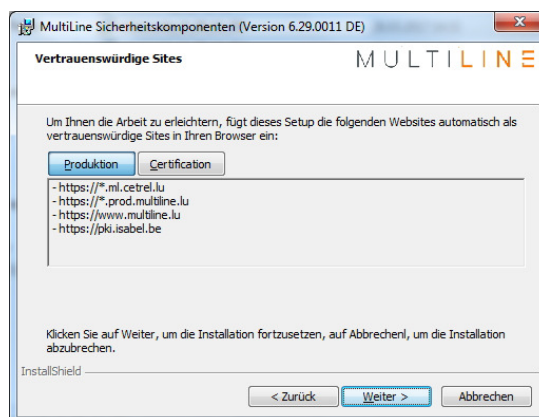 MultiLine Sicherheitskomponenten (Version 6.29.0011 DE)
Vertrauenswürdige Sites
MULTILINE
Um Ihnen die Arbeit zu erleichtern, fügt dieses Setup die folgenden Websites automatisch als
vertrauenswürdige Sites in Ihren Browser ein:
Produktion
Certification
- https://*.ml.cetrel.lu
- https://*.prod.multiline.lu
- https://www.multiline.lu
- https://pki.isabel.be
Klicken Sie auf Weiter, um die Installation fortzusetzen, auf Abbrechenl, um die Installation
abzubrechen.
InstallShield
< Zurück
Weiter >
Abbrechen